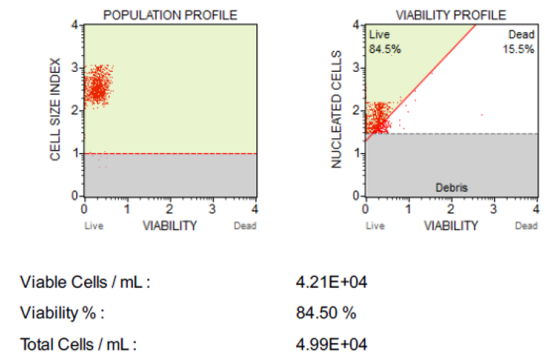 POPULATION PROFILE
CELL SIZE INDEX
4
3
2
1
0
0 1 2 3 4
Live VIABILITY Dead
VIABILITY PROFILE
NUCLEATED CELLS
4
3
2
1
0
Live Dead
84.5% 15.5%
Debris
0 1 2 3 4
Live VIABILITY Dead
Viable Cells / mL : 4.21E+04
Viability % : 84.50 %
Total Cells / mL : 4.99E+04